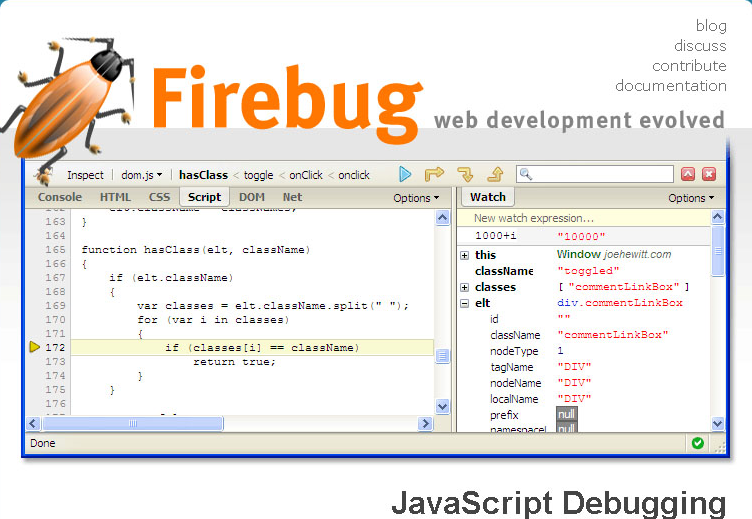 blog
discuss
contribute
documentation
Firebug web development evolved
Inspect dom.js hasClass < toggle < onClick < onclick
Console HTML CSS Script DOM Net Options
163 }
164
165 function hasClass(elt, className)
166 {
167 if (elt.className)
168 {
169 var classes = elt.className.split(" ");
170 for (var i in classes)
171 {
172 if (classes[i] == className)
173 return true;
174 }
175 }
176
Watch Options
New watch expression...
1000+i "10000"
this Window joehewitt.com
className "toggled"
classes ["commentLinkBox"]
elt div.commentLinkBox
id ""
className "commentLinkBox"
nodeType 1
tagName "DIV"
nodeName "DIV"
localName "DIV"
prefix null
null
Done
JavaScript Debugging